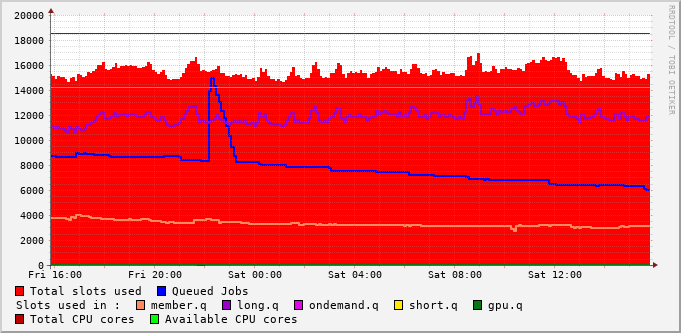 20000
18000
16000
14000
12000
10000
8000
6000
4000
2000
0
Fri 16:00 Fri 20:00 Sat 00:00 Sat 04:00 Sat 08:00 Sat 12:00
RRDTOOL / TOBI OETIKER
Total slots used Queued Jobs
Slots used in : member.q long.q ondemand.q short.q gpu.q
Total CPU cores Available CPU cores